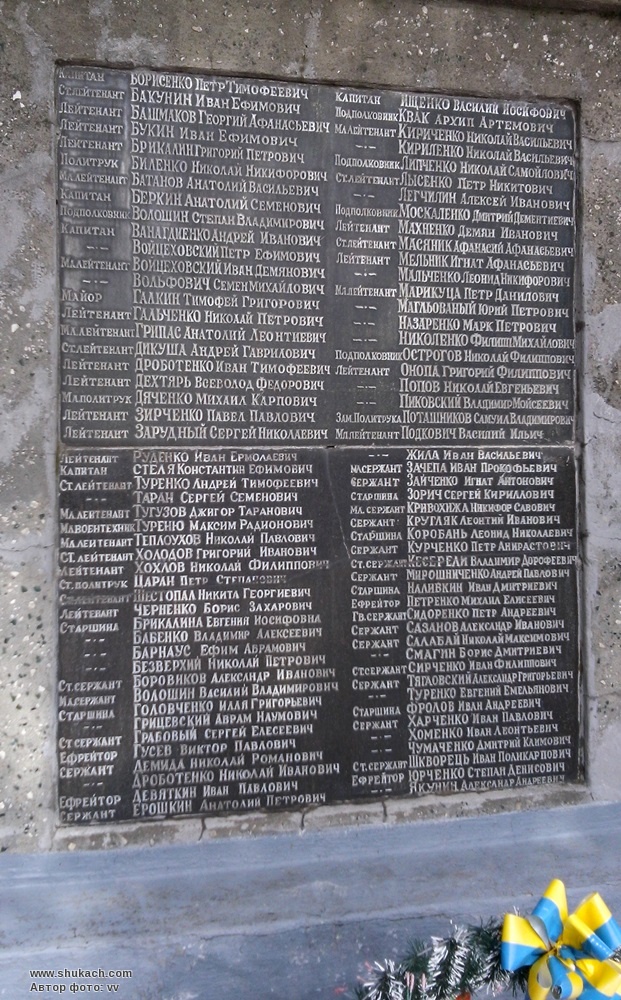 Капитан Борисенко Петр Тимофеевич
Ст.лейтенант Бакунин Иван Ефимович
Лейтенант Башмаков Георгий Афанасьевич
Лейтенант Букин Иван Ефимович
Лейтенант Брикалин Григорий Петрович
Политрук Биленко Николай Никифорович
Мл.лейтенант Батанов Анатолий Васильевич
Капитан Беркин Анатолий Семенович
Подполковник Волошин Степан Владимирович
Капитан Ванагдиенко Андрей Иванович
-"- Войцеховский Петр Ефимович
Мл.лейтенант Войцеховский Иван Демянович
-"- Вольфович Семен Михайлович
Майор Галкин Тимофей Григорович
Лейтенант Гальченко Николай Петрович
Мл.лейтенант Грипас Анатолий Леонтиевич
Ст.лейтенант Дикуша Андрей Гаврилович
Лейтенант Дроботенко Иван Тимофеевич
Лейтенант Дехтярь Всеволод Федорович
Мл.политрук Дяченко Михаил Карпович
Лейтенант Зирченко Павел Павлович
Лейтенант Зарудный Сергей Николаевич
Капитан Ищенко Василий Иосифович
Подполковник Квак Архип Артемович
Мл.лейтенант Кириченко Николай Васильевич
-"- Кириленко Николай Васильевич
Подполковник Липченко Николай Самойлович
Ст.лейтенант Лысенко Петр Никитович
-"- Легчилин Алексей Иванович
Подполковник Москаленко Дмитрий Дементиевич
Лейтенант Махненко Демян Иванович
Ст.лейтенант Масяник Афанасий Афанасьевич
Лейтенант Мельник Игнат Афанасьевич
-"- Мальченко Леонид Никифорович
Мл.лейтенант Марикуца Петр Данилович
-"- Магльованый Юрий Петрович
-"- Назаренко Марк Петрович
-"- Николенко Филипп Михайлович
Подполковник Острогов Николай Филиппович
Лейтенант Онопа Григорий Филиппович
-"- Попов Николай Евгеньевич
-"- Пиковский Владимир Мойсеевич
Зам.Политрука Поташников Самуил Владимирович
Мл.лейтенант Подкович Василий Ильич
Лейтенант Руденко Иван Ермолаевич
Капитан Стеля Константин Ефимович
Ст.лейтенант Туренко Андрей Тимофеевич
-"- Таран Сергей Семенович
Мл.лейтенант Тугузов Джигор Таранович
Мл.вобнтехник Туреню Максим Радионович
Мл.лейтенант Теплоухов Николай Павлович
Ст.лейтенант Холодов Григорий Иванович
Лейтенант Хохлов Николай Филиппович
Ст.политрук Царан Петр Степанович
Ст.лейтенант Шестопал Никита Георгиевич
Лейтенант Черненко Борис Захарович
Старшина Брикалина Евгения Иосифовна
-"- Бабенко Владимир Алексеевич
-"- Барнаус Ефим Абрамович
-"- Безверхий Николай Петрович
Ст.сержант Боровиков Александр Иванович
Мл.сержант Волошин Василий Владимирович
Старшина Головченко Илля Григорьевич
-"- Грицевский Аврам Наумович
Ст сержант Грабовый Сергей Елесеевич
Ефрейтор Гусев Виктор Павлович
Сержант Демида Николай Романович
-"- Дроботенко Николай Иванович
Ефрейтор Девяткин Иван Павлович
Сержант Ерошкин Анатолий Петрович
-"- Жила Иван Васильевич
Мл.сержант Зачепа Иван Прокофьевич
Сержант Зайченко Игнат Антонович
Старшина Зорич Сергей Кириллович
Мл. сержант Кривохижа Никифор Савович
Сержант Кругляк Леонтий Иванович
Старшина Коробань Леонид Николаевич
Сержант Курченко Петр Анирастович
Ст.сержант Кесерели Владимир Дорофеевич
Сержант Мирошниченко Андрей Павлович
Старшина Наливкин Иван Дмитриевич
Ефрейтор Петренко Михаил Елисеевич
Гв.сержант Сидоренко Петр Андреевич
Сержант Сазанов Александр Иванович
-"- Салабай Николай Максимович
-"- Смагин Борис Дмитриевич
Ст.сержант Сирченко Иван Филиппович
Сержант Тягловский Александр Григорьевич
-"- Туренко Евгений Емельянович
Старшина Фролов Иван Андреевич
Сержант Харченко Иван Павлович
-"- Хоменко Иван Леонтьевич
-"- Чумаченко Дмитрий Климович
Ст.сержант Шкворець Иван Поликарпович
Ефрейтор Юрченко Степан Денисович
-"- Якунин Александр Андреевич
www.shukach.com
Автор фото: vv